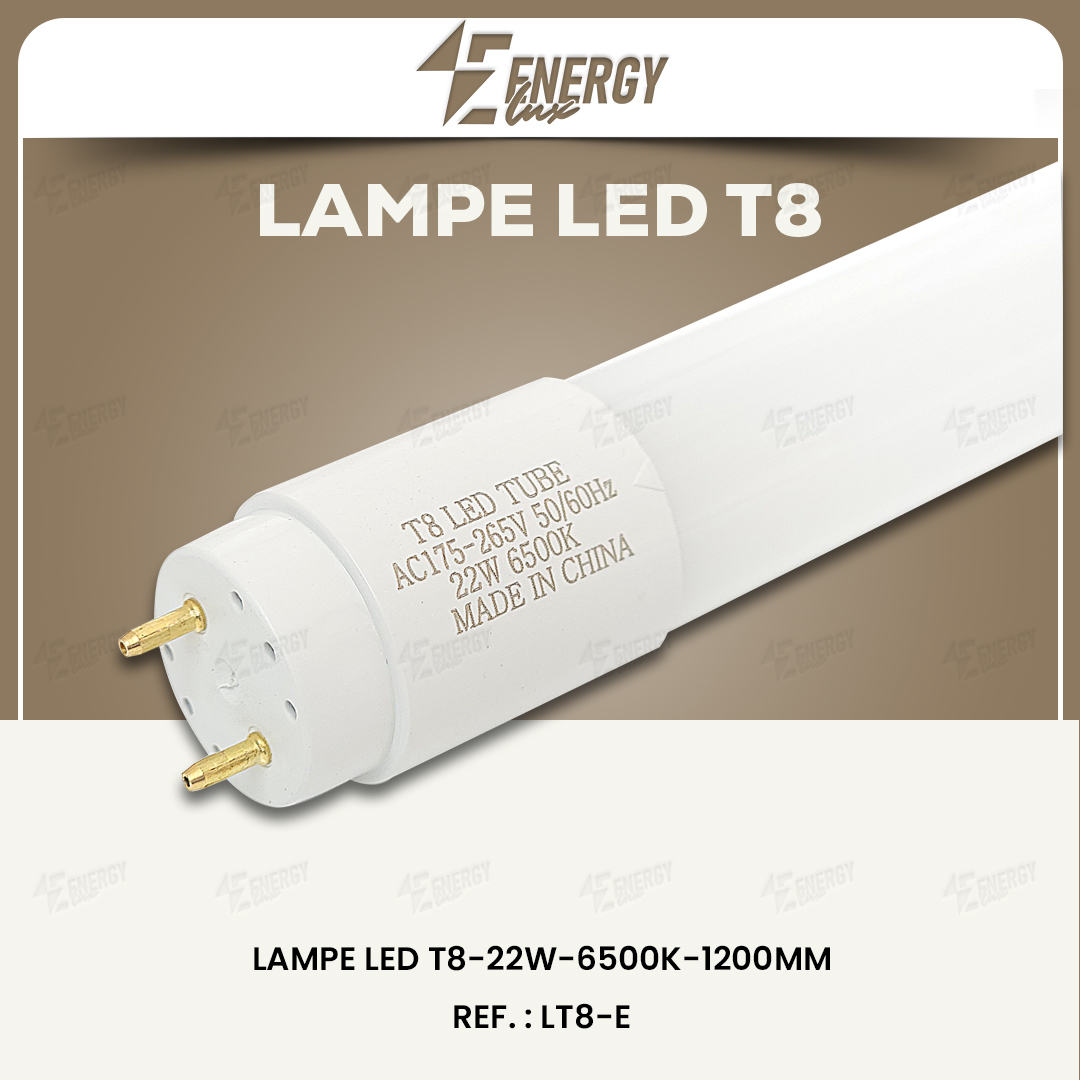 ENERGY
lux
LAMPE LED T8
T8 LED TUBE
AC175-265V 50/60Hz
22W 6500K
MADE IN CHINA
LAMPE LED T8-22W-6500K-1200MM
REF. : LT8-E